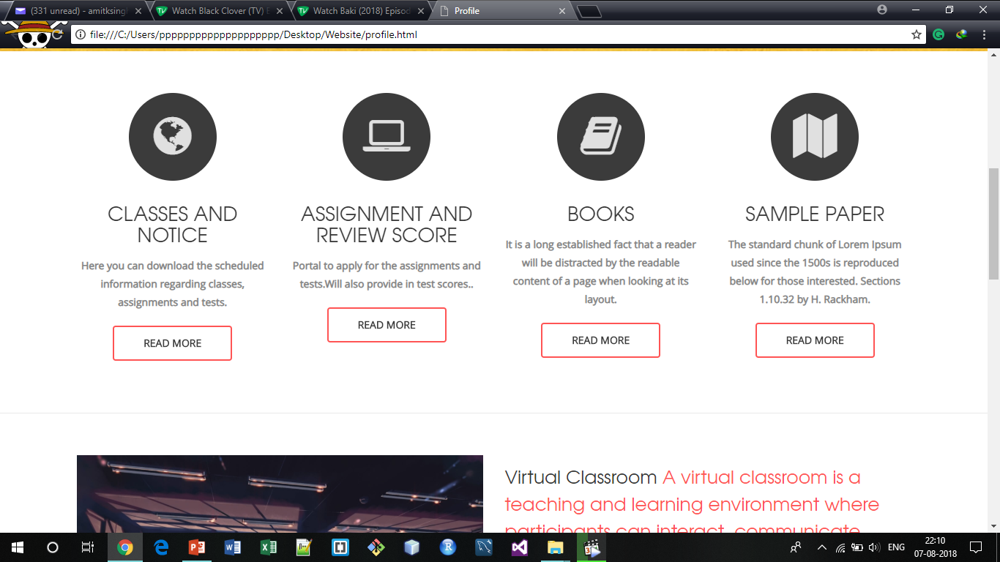 (331 unread) - amitksingh
Watch Black Clover (TV) E
Watch Baki (2018) Episod
Profile
file:///C:/Users/pppppppppppppppppppp/Desktop/Website/profile.html
CLASSES AND
NOTICE
Here you can download the scheduled
information regarding classes,
assignments and tests.
READ MORE
ASSIGNMENT AND
REVIEW SCORE
Portal to apply for the assignments and
tests.Will also provide in test scores..
READ MORE
BOOKS
It is a long established fact that a reader
will be distracted by the readable
content of a page when looking at its
layout.
READ MORE
SAMPLE PAPER
The standard chunk of Lorem Ipsum
used since the 1500s is reproduced
below for those interested. Sections
1.10.32 by H. Rackham.
READ MORE
Virtual Classroom A virtual classroom is a
teaching and learning environment where
participants can interact, communicate,
ENG
22:10
07-08-2018